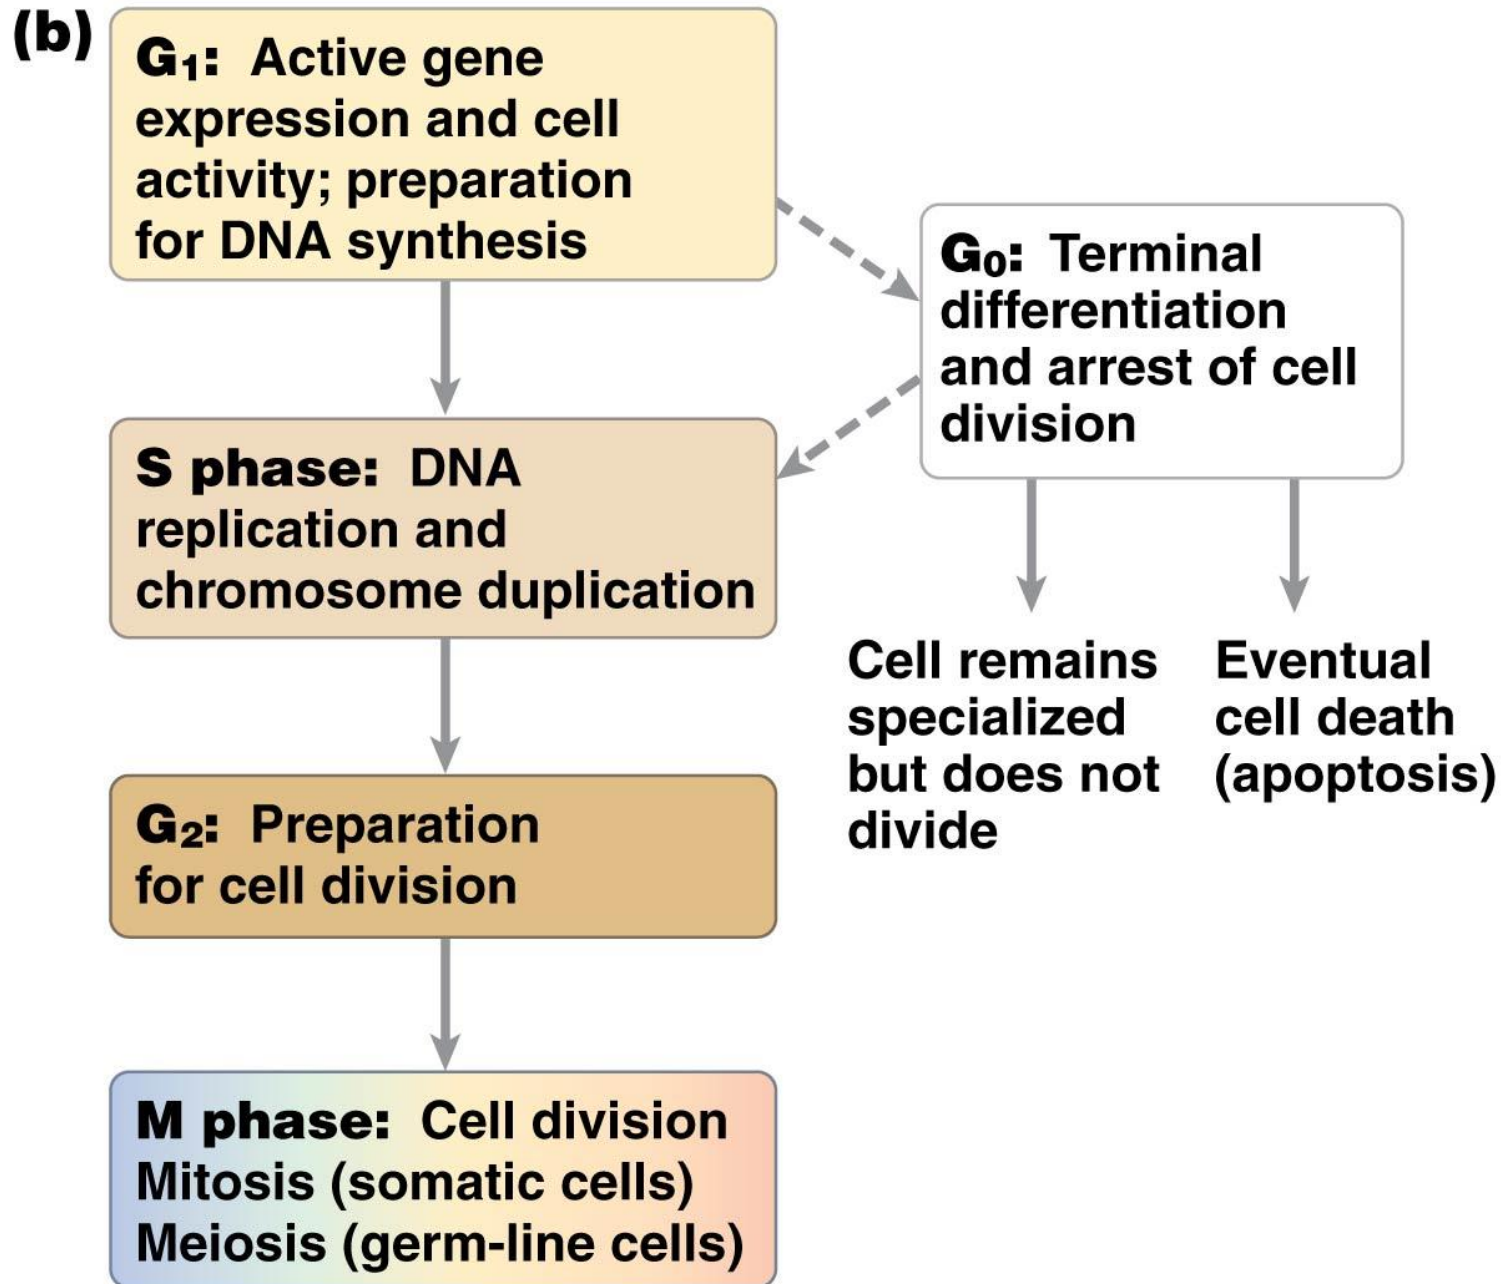 (b)
G₁: Active gene
expression and cell
activity; preparation
for DNA synthesis
G₀: Terminal
differentiation
and arrest of cell
division
S phase: DNA
replication and
chromosome duplication
Cell remains
specialized
but does not
divide
Eventual
cell death
(apoptosis)
G₂: Preparation
for cell division
M phase: Cell division
Mitosis (somatic cells)
Meiosis (germ-line cells)